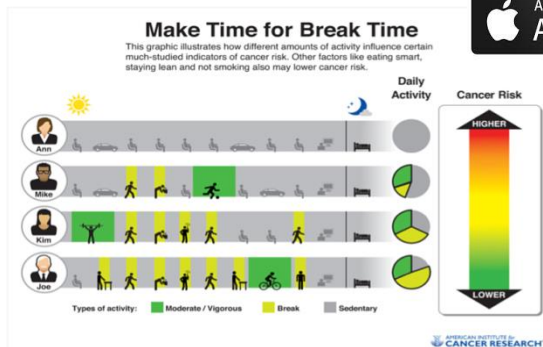 Make Time for Break Time
This graphic illustrates how different amounts of activity influence certain
much-studied indicators of cancer risk. Other factors like eating smart,
staying lean and not smoking also may lower cancer risk.
Daily
Activity
Cancer Risk
HIGHER
Ann
Mike
Kim
Joe
LOWER
Types of activity: Moderate / Vigorous Break Sedentary
AMERICAN INSTITUTE for
CANCER RESEARCH